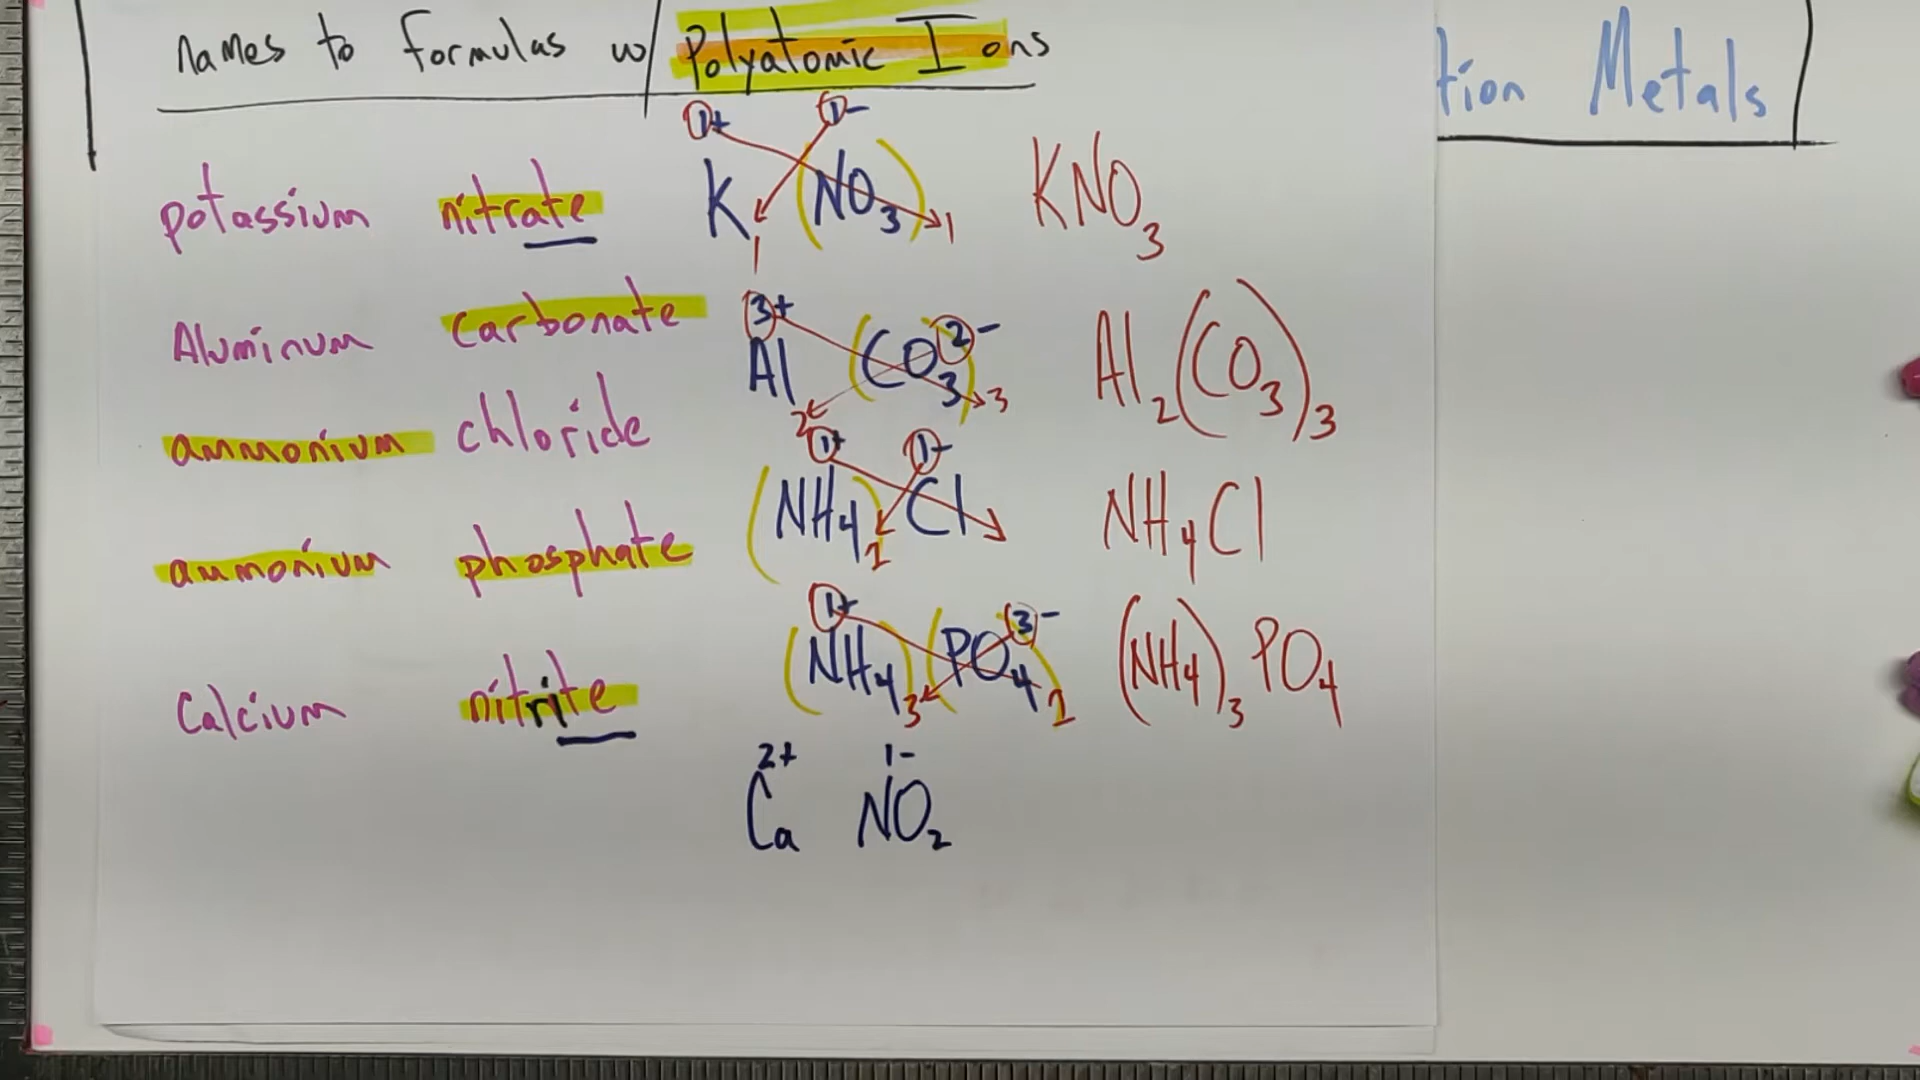 names to formulas w/ Polyatomic Ions
tion Metals
1+ 1-
potassium nitrate K (NO3) 1 KNO3
1
3+ 2-
Aluminum carbonate Al (CO3) 3 Al2(CO3)3
2
1+ 1-
ammonium chloride (NH4)1 Cl NH4Cl
1+ 3-
ammonium phosphate (NH4)3 (PO4)1 (NH4)3PO4
Calcium nitrite
2+ 1-
Ca NO2